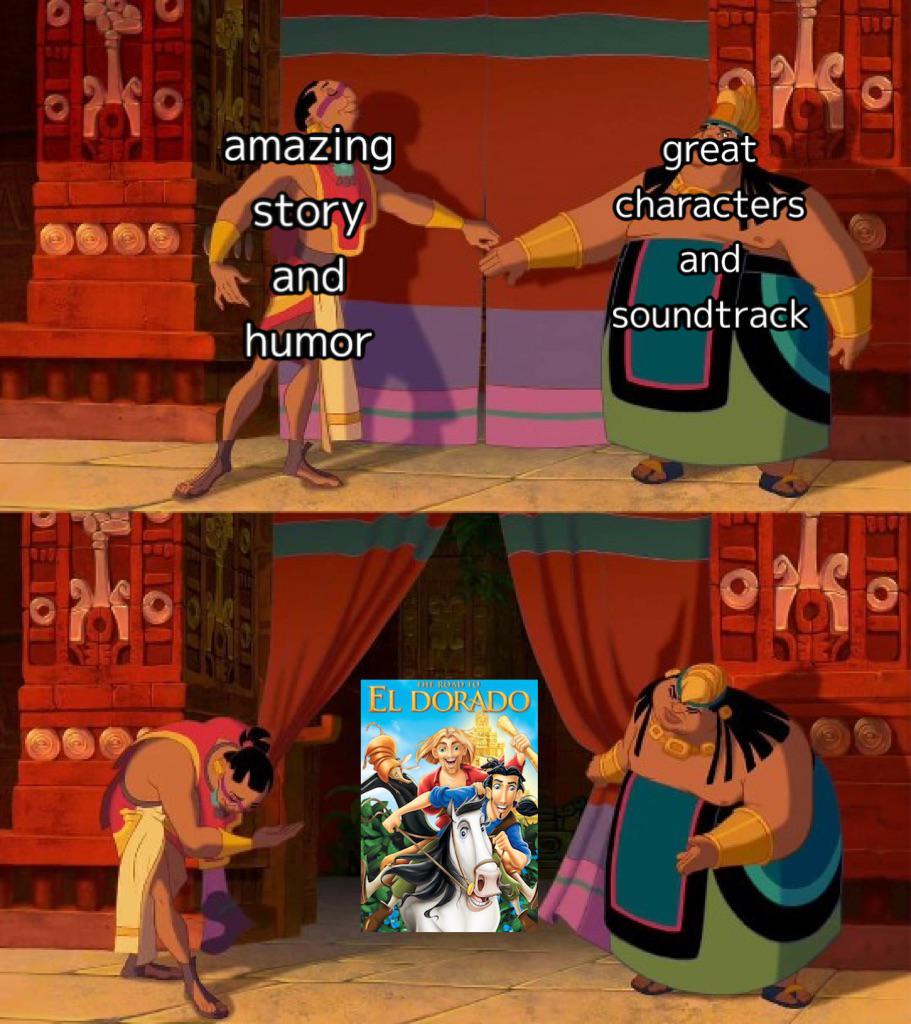 amazing
story
and
humor
great
characters
and
soundtrack
THE ROAD TO
EL DORADO